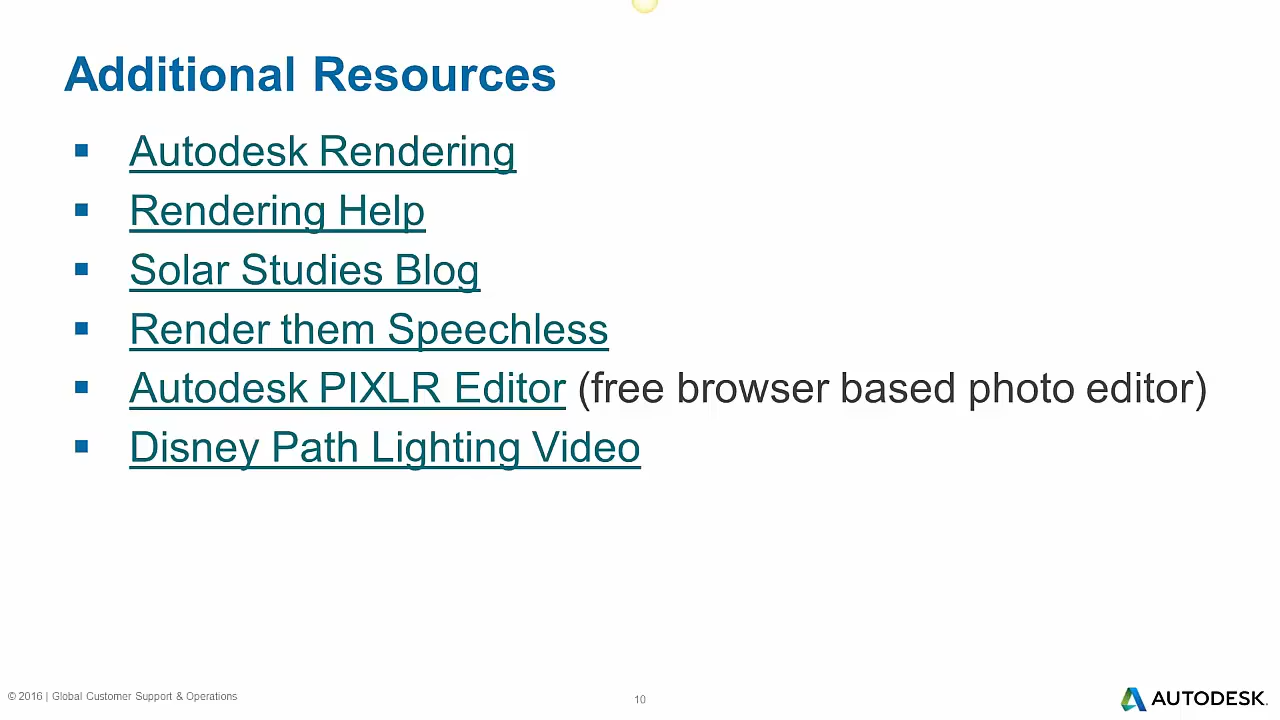 Additional Resources
▪ Autodesk Rendering
▪ Rendering Help
▪ Solar Studies Blog
▪ Render them Speechless
▪ Autodesk PIXLR Editor (free browser based photo editor)
▪ Disney Path Lighting Video
© 2016 | Global Customer Support & Operations
10
AUTODESK.